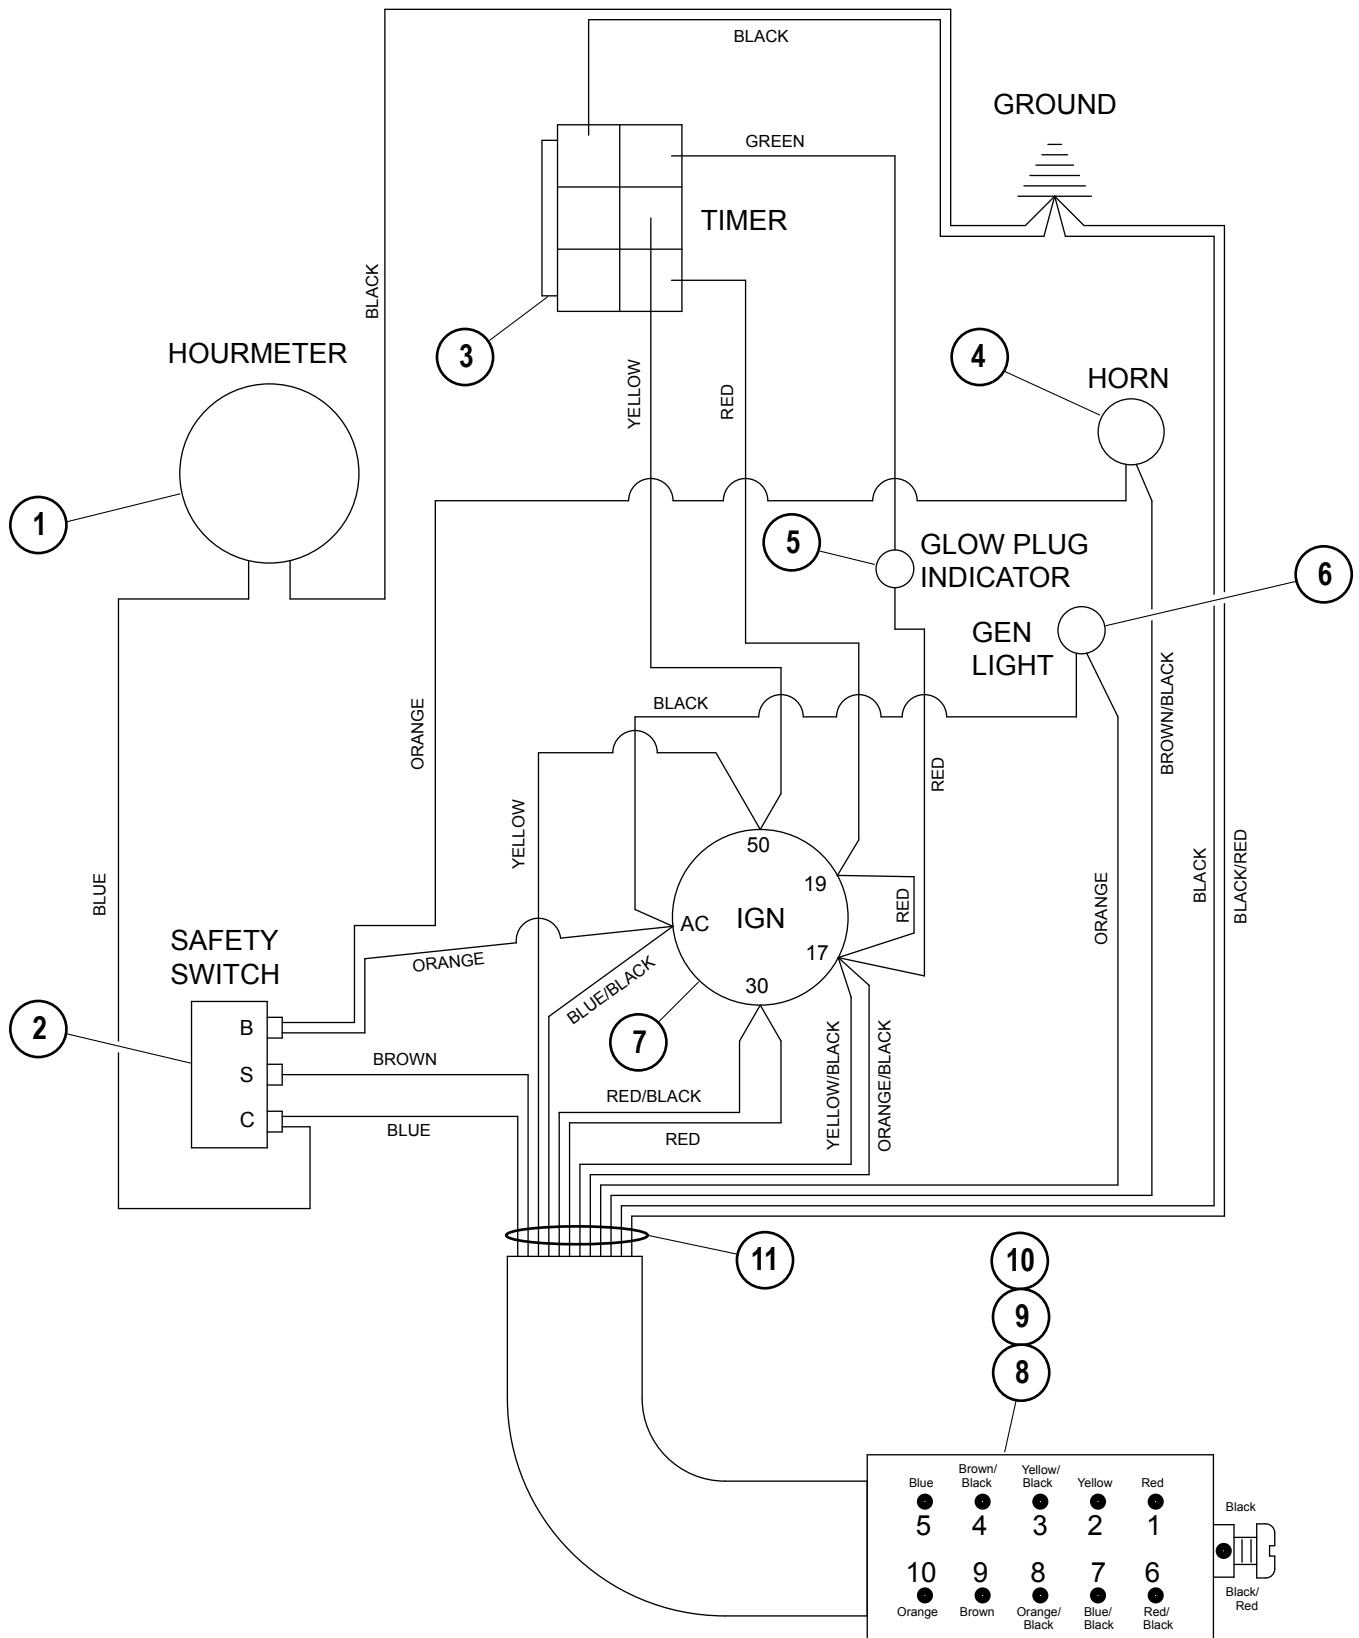 BLACK
GROUND
GREEN
TIMER
BLACK
HOURMETER
3
YELLOW
RED
4
HORN
1
5
GLOW PLUG
INDICATOR
6
GEN
LIGHT
BROWN/BLACK
ORANGE
BLACK
RED
YELLOW
50
19
BLACK
BLACK/RED
BLUE
RED
AC
IGN
ORANGE
SAFETY
SWITCH
ORANGE
17
BLUE/BLACK
30
2
B
7
YELLOW/BLACK
ORANGE/BLACK
S
BROWN
RED/BLACK
C
BLUE
RED
11
10
9
8
Blue
Brown/
Black
Yellow/
Black
Yellow
Red
5
4
3
2
1
Black
10
9
8
7
6
Orange
Brown
Orange/
Black
Blue/
Black
Red/
Black
Black/
Red